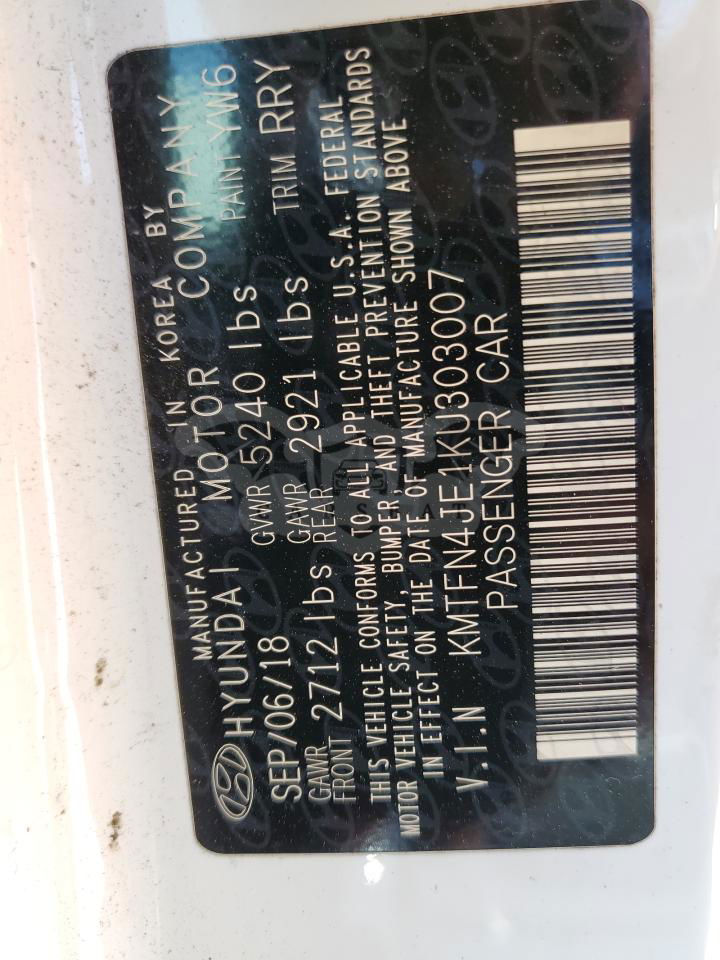 MANUFACTURED IN KOREA BY
HYUNDAI MOTOR COMPANY
SEP/06/18 GVWR 5240 lbs PAINT YW6
GAWR FRONT 2712 lbs GAWR REAR 2921 lbs TRIM RRY
THIS VEHICLE CONFORMS TO ALL APPLICABLE U.S.A. FEDERAL
MOTOR VEHICLE SAFETY, BUMPER, AND THEFT PREVENTION STANDARDS
IN EFFECT ON THE DATE OF MANUFACTURE SHOWN ABOVE
V.I.N KMTFN4JE1KU303007
PASSENGER CAR